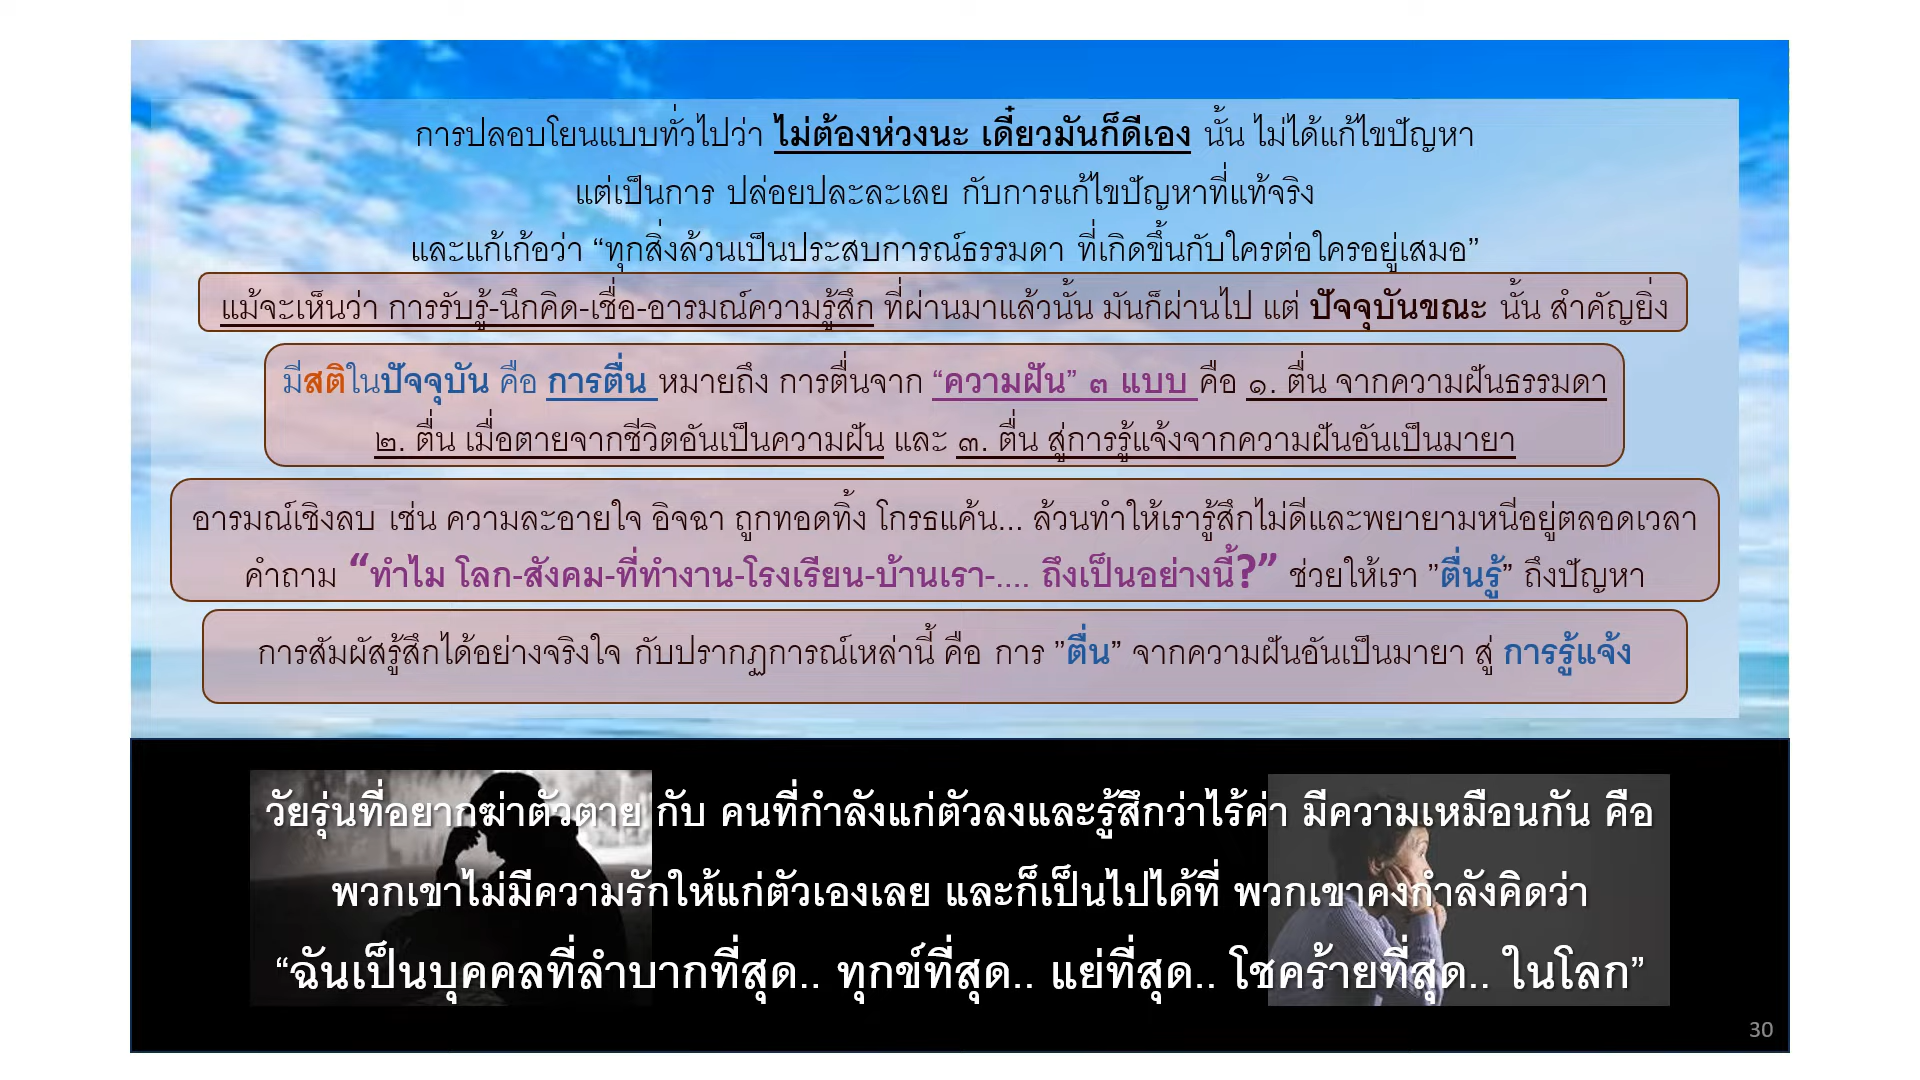 การปลอบโยนแบบทั่วไปว่า ไม่ต้องห่วงนะ เดี๋ยวมันก็ดีเอง นั้น ไม่ได้แก้ไขปัญหา
แต่เป็นการ ปล่อยปละละเลย กับการแก้ไขปัญหาที่แท้จริง
และแก้เก้อว่า “ทุกสิ่งล้วนเป็นประสบการณ์ธรรมดา ที่เกิดขึ้นกับใครต่อใครอยู่เสมอ”
แม้จะเห็นว่า การรับรู้-นึกคิด-เชื่อ-อารมณ์ความรู้สึก ที่ผ่านมาแล้วนั้น มันก็ผ่านไป แต่ ปัจจุบันขณะ นั้น สำคัญยิ่ง
มีสติในปัจจุบัน คือ การตื่น หมายถึง การตื่นจาก “ความฝัน” ๓ แบบ คือ ๑. ตื่น จากความฝันธรรมดา
๒. ตื่น เมื่อตายจากชีวิตอันเป็นความฝัน และ ๓. ตื่น สู่การรู้แจ้งจากความฝันอันเป็นมายา
อารมณ์เชิงลบ เช่น ความละอายใจ อิจฉา ถูกทอดทิ้ง โกรธแค้น... ล้วนทำให้เรารู้สึกไม่ดีและพยายามหนีอยู่ตลอดเวลา
คำถาม “ทำไม โลก-สังคม-ที่ทำงาน-โรงเรียน-บ้านเรา-.... ถึงเป็นอย่างนี้?” ช่วยให้เรา ”ตื่นรู้” ถึงปัญหา
การสัมผัสรู้สึกได้อย่างจริงใจ กับปรากฏการณ์เหล่านี้ คือ การ ”ตื่น” จากความฝันอันเป็นมายา สู่ การรู้แจ้ง
วัยรุ่นที่อยากฆ่าตัวตาย กับ คนที่กำลังแก่ตัวลงและรู้สึกว่าไร้ค่า มีความเหมือนกัน คือ
พวกเขาไม่มีความรักให้แก่ตัวเองเลย และก็เป็นไปได้ที่ พวกเขาคงกำลังคิดว่า
“ฉันเป็นบุคคลที่ลำบากที่สุด.. ทุกข์ที่สุด.. แย่ที่สุด.. โชคร้ายที่สุด.. ในโลก”
30